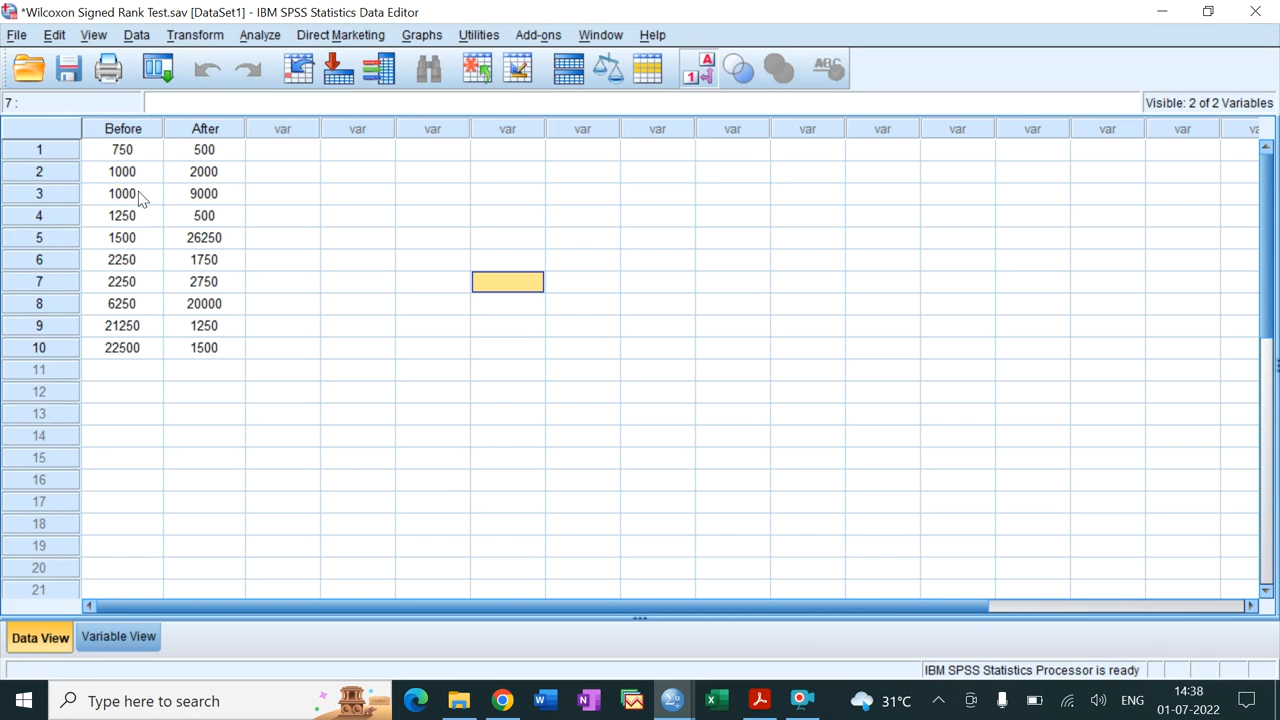 *Wilcoxon Signed Rank Test.sav [DataSet1] - IBM SPSS Statistics Data Editor
File Edit View Data Transform Analyze Direct Marketing Graphs Utilities Add-ons Window Help
A
1
ABC
7 : Visible: 2 of 2 Variables
Before After var var var var var var var var var var var var var va
1 750 500
2 1000 2000
3 1000 9000
4 1250 500
5 1500 26250
6 2250 1750
7 2250 2750
8 6250 20000
9 21250 1250
10 22500 1500
11
12
13
14
15
16
17
18
19
20
21
Data View Variable View
IBM SPSS Statistics Processor is ready
Type here to search 31°C ENG 14:38
01-07-2022